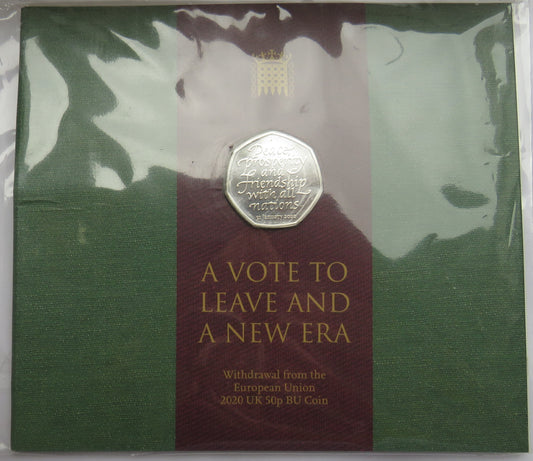 Peace,
prosperity
and
friendship
with all
nations
31 January 2020
A VOTE TO
LEAVE AND
A NEW ERA
Withdrawal from the
European Union
2020 UK 50p BU Coin